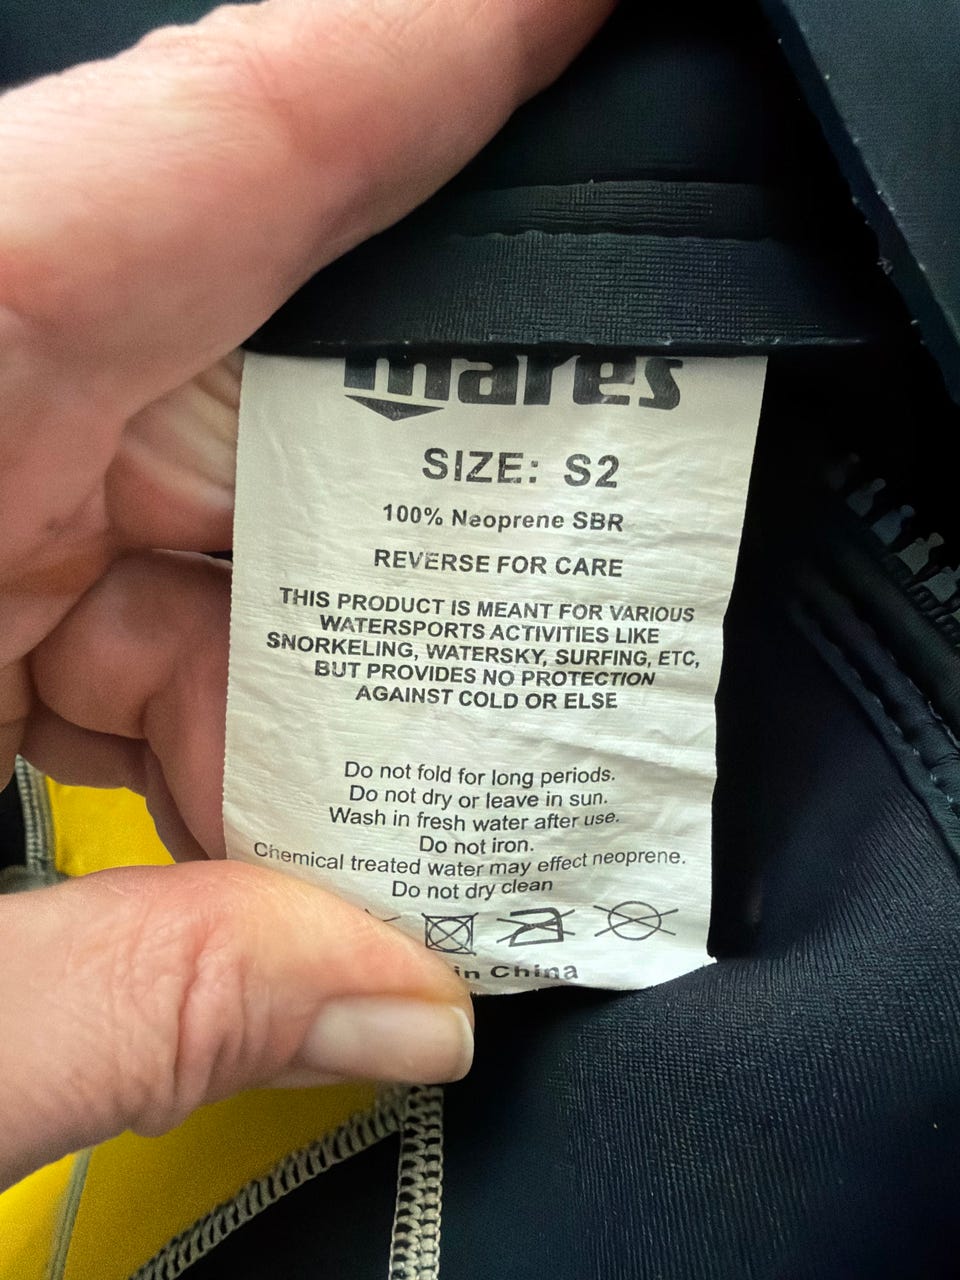 mares
SIZE: S2
100% Neoprene SBR
REVERSE FOR CARE
THIS PRODUCT IS MEANT FOR VARIOUS
WATERSPORTS ACTIVITIES LIKE
SNORKELING, WATERSKY, SURFING, ETC,
BUT PROVIDES NO PROTECTION
AGAINST COLD OR ELSE
Do not fold for long periods.
Do not dry or leave in sun.
Wash in fresh water after use.
Do not iron.
Chemical treated water may effect neoprene.
Do not dry clean
in China